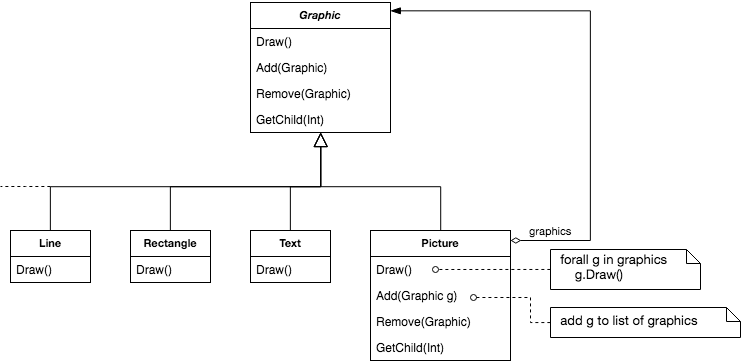 Graphic
Draw()
Add(Graphic)
Remove(Graphic)
GetChild(Int)
Line
Draw()
Rectangle
Draw()
Text
Draw()
Picture
Draw()
Add(Graphic g)
Remove(Graphic)
GetChild(Int)
graphics
forall g in graphics
g.Draw()
add g to list of graphics